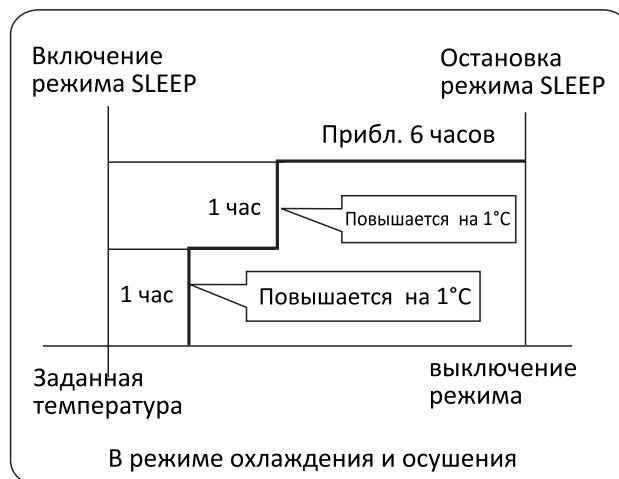 Включение
режима SLEEP
Остановка
режима SLEEP
Прибл. 6 часов
1 час
Повышается на 1°C
1 час
Повышается на 1°C
Заданная
температура
выключение
режима
В режиме охлаждения и осушения